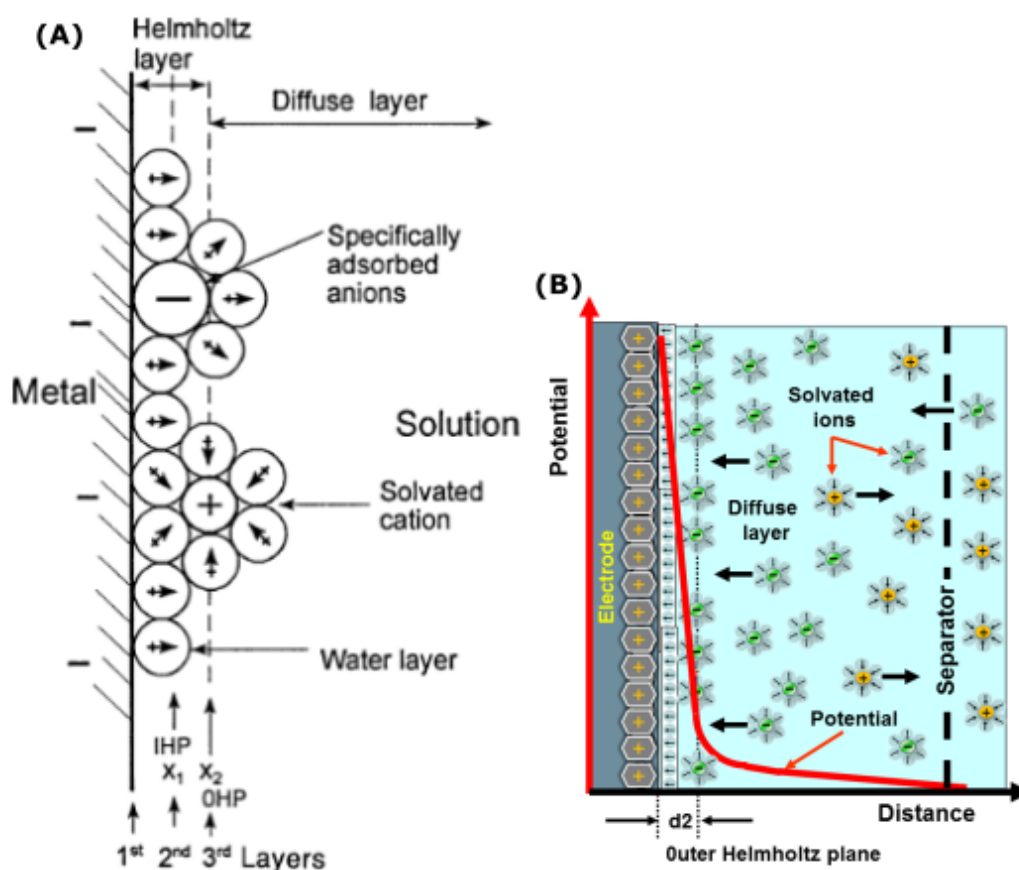 (A)
Helmholtz
layer
Diffuse layer
Specifically
adsorbed
anions
Metal
Solution
Solvated
cation
Water layer
IHP
X₁
X₂
0HP
1ˢᵗ 2ⁿᵈ 3ʳᵈ Layers
(B)
Potential
Electrode
Solvated
ions
Diffuse
layer
Separator
Potential
Distance
d2
0uter Helmholtz plane